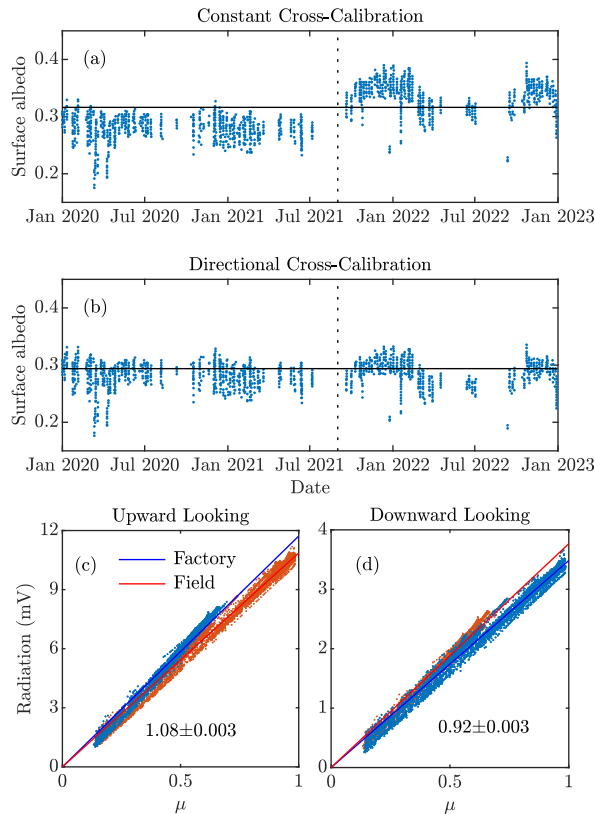 Constant Cross-Calibration
(a)
Surface albedo
0.4
0.3
0.2
Jan 2020 Jul 2020 Jan 2021 Jul 2021 Jan 2022 Jul 2022 Jan 2023
Directional Cross-Calibration
(b)
Surface albedo
0.4
0.3
0.2
Jan 2020 Jul 2020 Jan 2021 Jul 2021 Jan 2022 Jul 2022 Jan 2023
Date
Upward Looking
(c)
Factory
Field
Radiation (mV)
12
9
6
3
0
1.08±0.003
0 0.5 1
μ
Downward Looking
(d)
4
3
2
1
0
0.92±0.003
0 0.5 1
μ